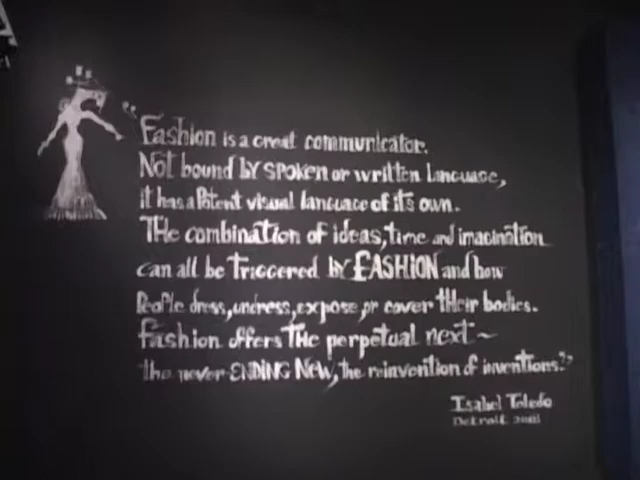 "Fashion is a great communicator.
Not bound by spoken or written language,
it has a potent visual language of its own.
The combination of ideas, time and imagination
can all be triggered by FASHION and how
People dress, undress, expose, or cover their bodies.
Fashion offers the perpetual next ~
the never-ENDING NEW, the reinvention of inventions."
Isabel Toledo
Detroit